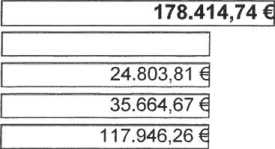 178.414,74 €
24.803,81 €
35.664,67 €
117.946,26 €